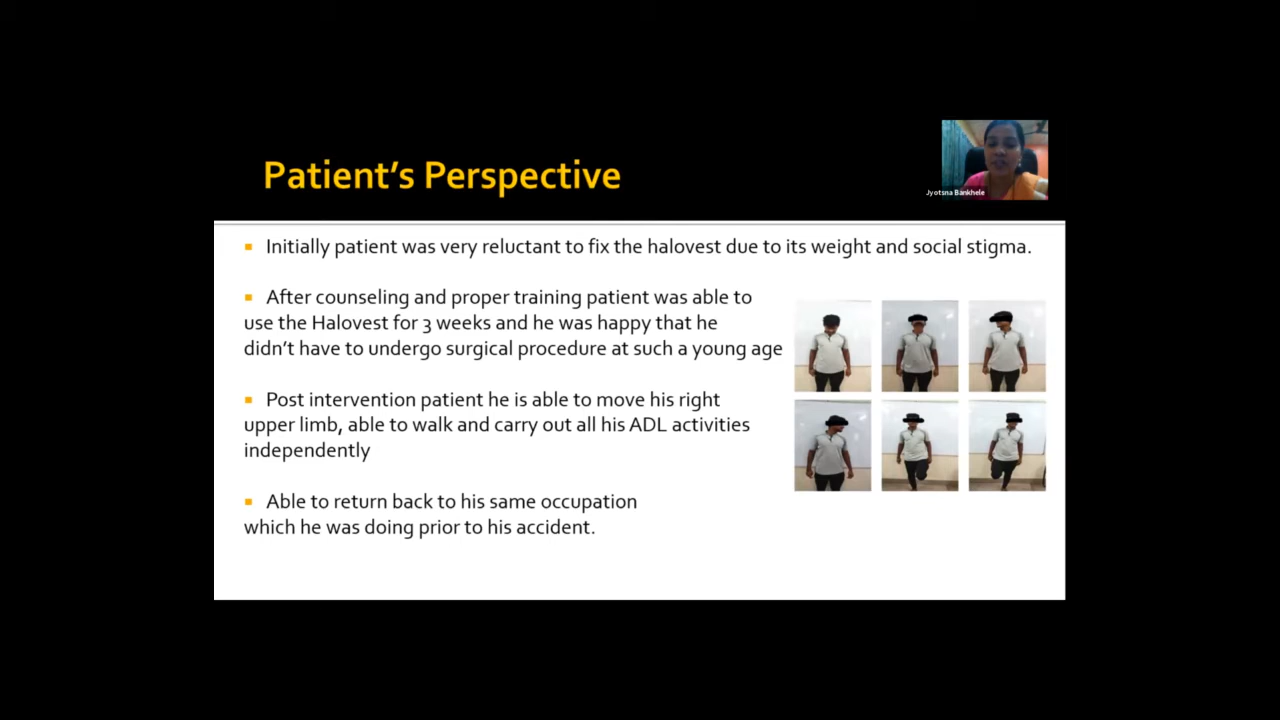 Patient's Perspective
Jyotsna Bankhele
Initially patient was very reluctant to fix the halovest due to its weight and social stigma.
After counseling and proper training patient was able to
use the Halovest for 3 weeks and he was happy that he
didn't have to undergo surgical procedure at such a young age
Post intervention patient he is able to move his right
upper limb, able to walk and carry out all his ADL activities
independently
Able to return back to his same occupation
which he was doing prior to his accident.